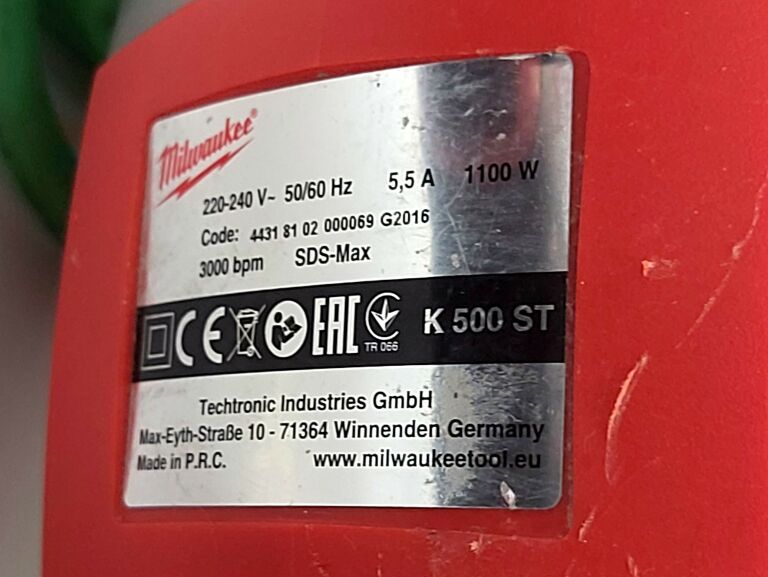 Milwaukee®
220-240 V~ 50/60 Hz 5,5 A 1100 W
Code: 4431 81 02 000069 G2016
3000 bpm SDS-Max
CE EAC TR 066 K 500 ST
Techtronic Industries GmbH
Max-Eyth-Straße 10 - 71364 Winnenden Germany
Made in P.R.C. www.milwaukeetool.eu